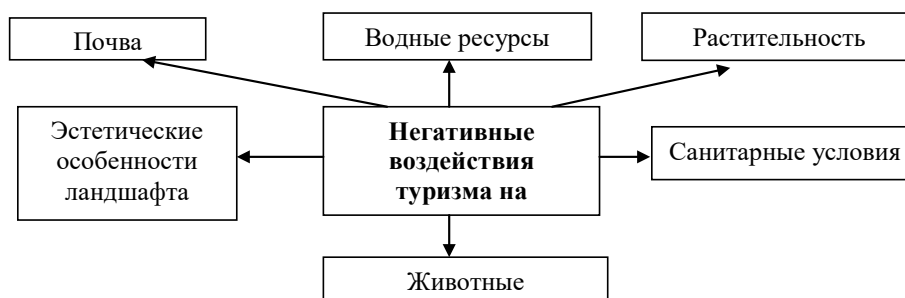 Почва
Водные ресурсы
Растительность
Эстетические
особенности
ландшафта
Негативные
воздействия
туризма на
Санитарные условия
Животные